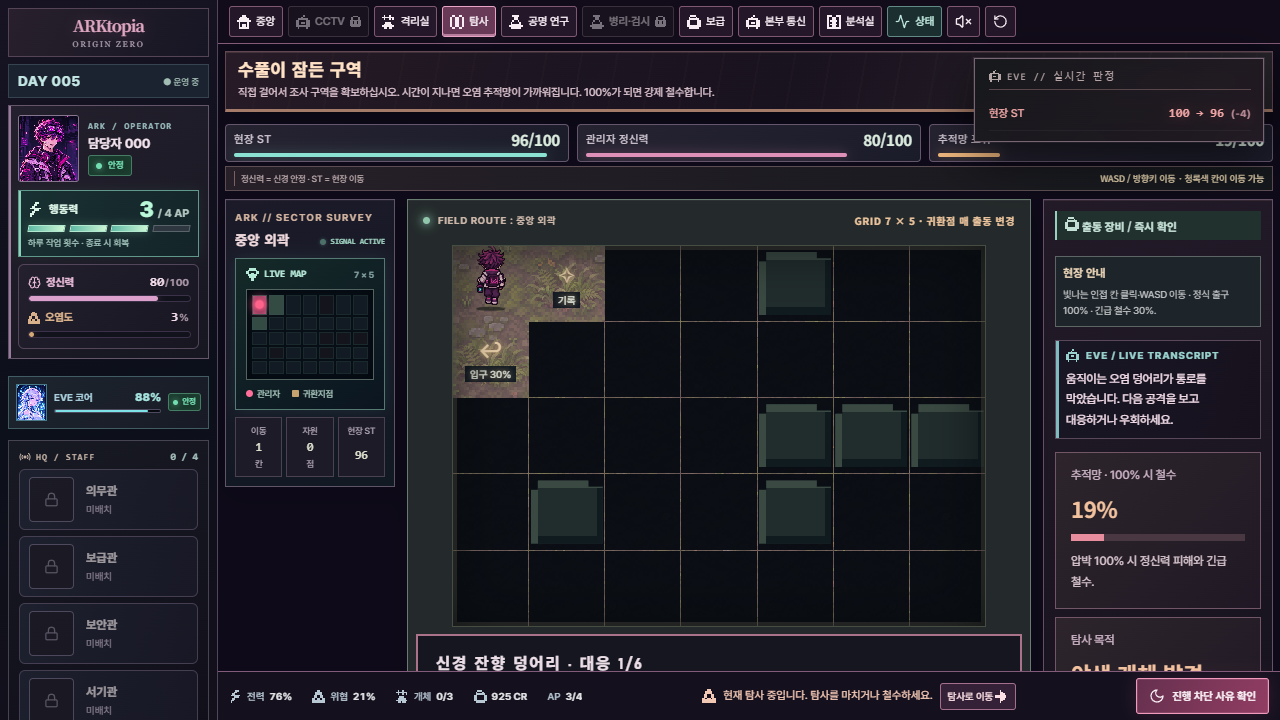 ARKtopia
ORIGIN ZERO
DAY 005
운영 중
ARK / OPERATOR
담당자 000
안정
행동력
3 / 4 AP
하루 작업 횟수 · 종료 시 회복
정신력
80/100
오염도
3%
EVE 코어
88%
안정
HQ / STAFF
0 / 4
의무관
미배치
보급관
미배치
보안관
미배치
서기관
미배치
중앙
CCTV
격리실
탐사
공명 연구
병리·검시
보급
본부 통신
분석실
상태
수풀이 잠든 구역
직접 걸어서 조사 구역을 확보하십시오. 시간이 지나면 오염 추적망이 가까워집니다. 100%가 되면 강제 철수합니다.
EVE // 실시간 판정
현장 ST
100 → 96 (-4)
현장 ST
96/100
관리자 정신력
80/100
정신력 = 신경 안정 · ST = 현장 이동
WASD / 방향키 이동 · 청록색 칸이 이동 가능
ARK // SECTOR SURVEY
중앙 외곽
SIGNAL ACTIVE
LIVE MAP
7 × 5
관리자
귀환지점
이동
1
칸
자원
0
점
현장 ST
96
FIELD ROUTE : 중앙 외곽
GRID 7 × 5 · 귀환점 매 출동 변경
기록
입구 30%
신경 잔향 덩어리 · 대응 1/6
출동 장비 / 즉시 확인
현장 안내
빛나는 인접 칸 클릭·WASD 이동 · 정식 출구
100% · 긴급 철수 30%.
EVE / LIVE TRANSCRIPT
움직이는 오염 덩어리가 통로를
막았습니다. 다음 공격을 보고
대응하거나 우회하세요.
추적망 · 100% 시 철수
19%
압박 100% 시 정신력 피해와 긴급
철수.
탐사 목적
전력 76%
위협 21%
개체 0/3
925 CR
AP 3/4
현재 탐사 중입니다. 탐사를 마치거나 철수하세요.
탐사로 이동
진행 차단 사유 확인